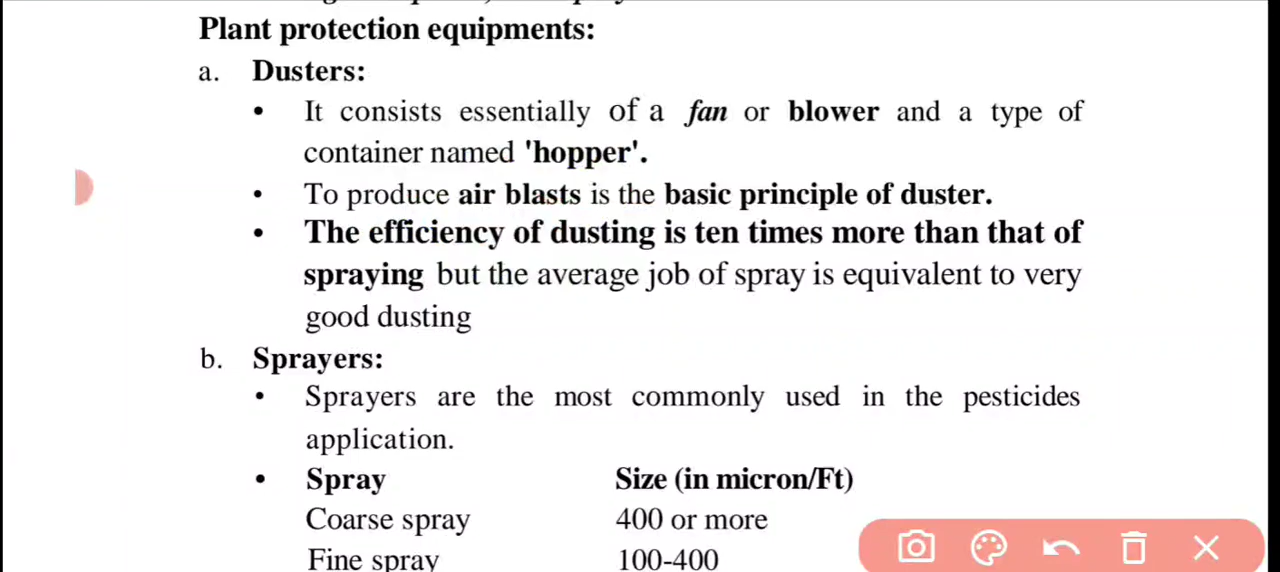 Plant protection equipments:
a. Dusters:
• It consists essentially of a fan or blower and a type of
container named 'hopper'.
• To produce air blasts is the basic principle of duster.
• The efficiency of dusting is ten times more than that of
spraying but the average job of spray is equivalent to very
good dusting
b. Sprayers:
• Sprayers are the most commonly used in the pesticides
application.
• Spray Size (in micron/Ft)
Coarse spray 400 or more
Fine spray 100-400